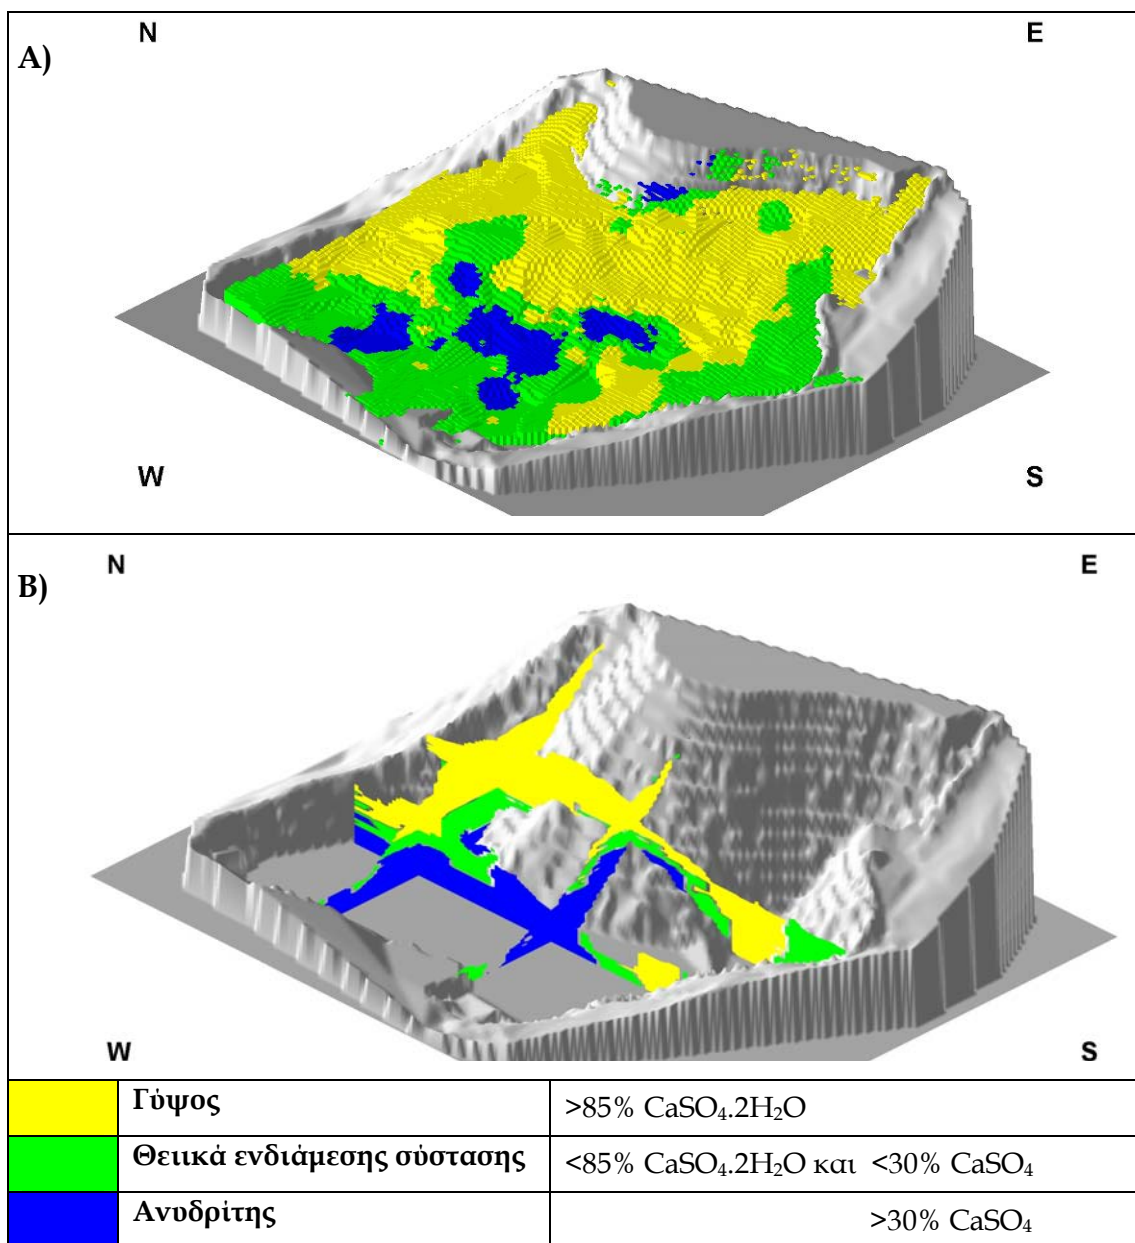 N E
A)
W S
N E
B)
W S
Γύψος >85% CaSO₄.2H₂O
Θειικά ενδιάμεσης σύστασης <85% CaSO₄.2H₂O και <30% CaSO₄
Ανυδρίτης >30% CaSO₄